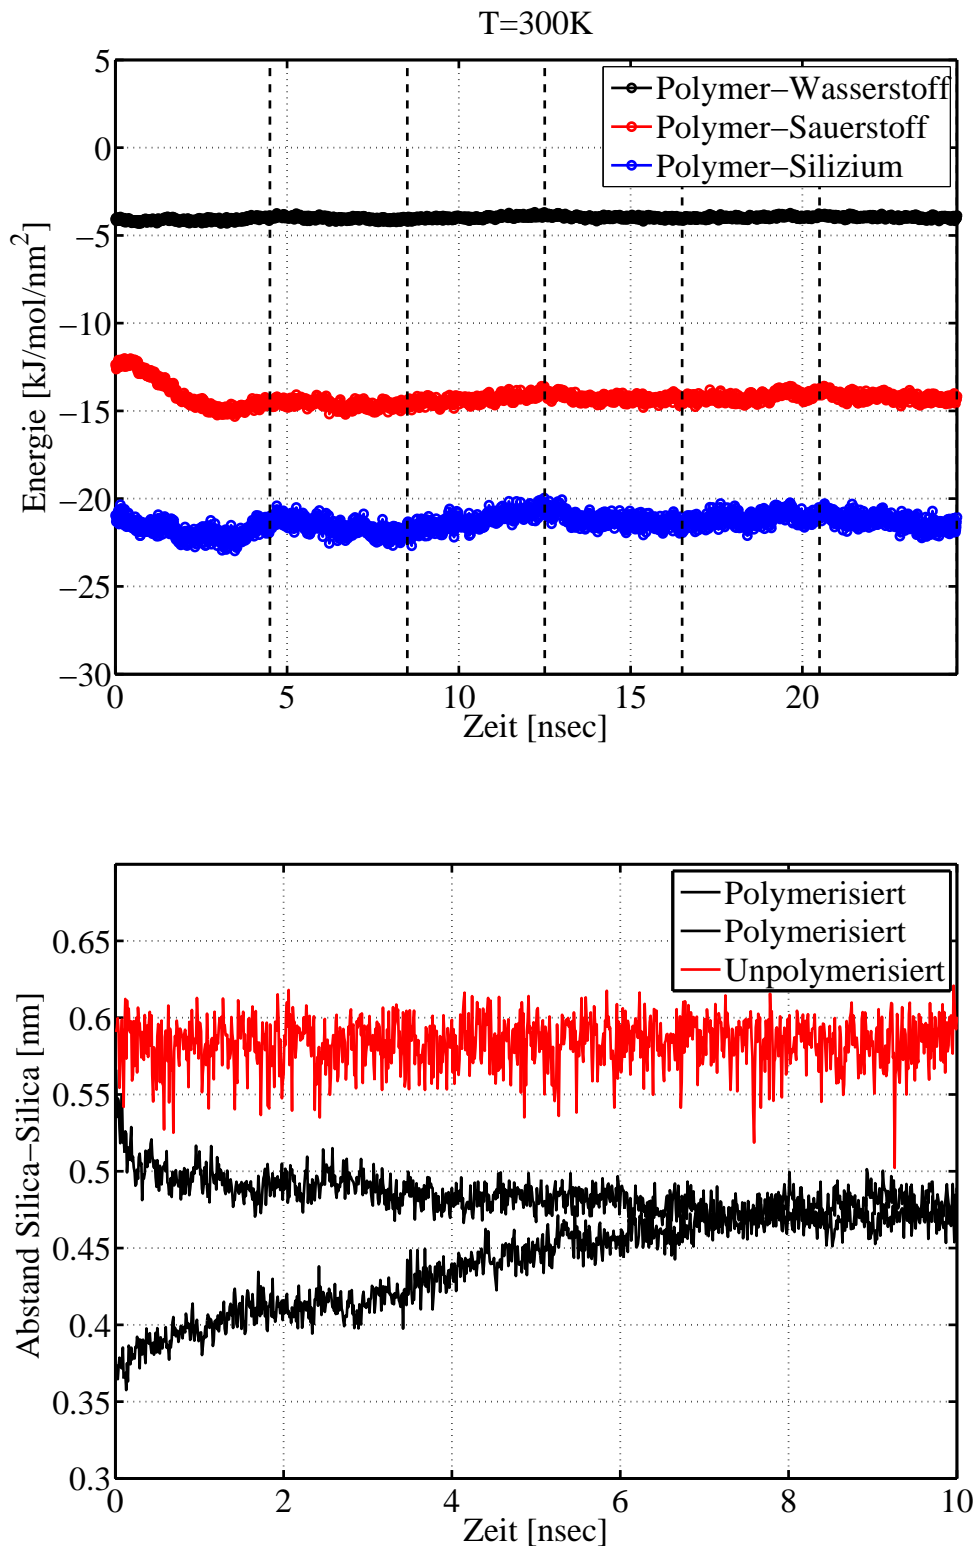 T=300K
5
0
−5
−10
−15
−20
−25
−30
Energie [kJ/mol/nm²]
Polymer−Wasserstoff
Polymer−Sauerstoff
Polymer−Silizium
0 5 10 15 20
Zeit [nsec]
0.65
0.6
0.55
0.5
0.45
0.4
0.35
0.3
Abstand Silica−Silica [nm]
Polymerisiert
Polymerisiert
Unpolymerisiert
0 2 4 6 8 10
Zeit [nsec]